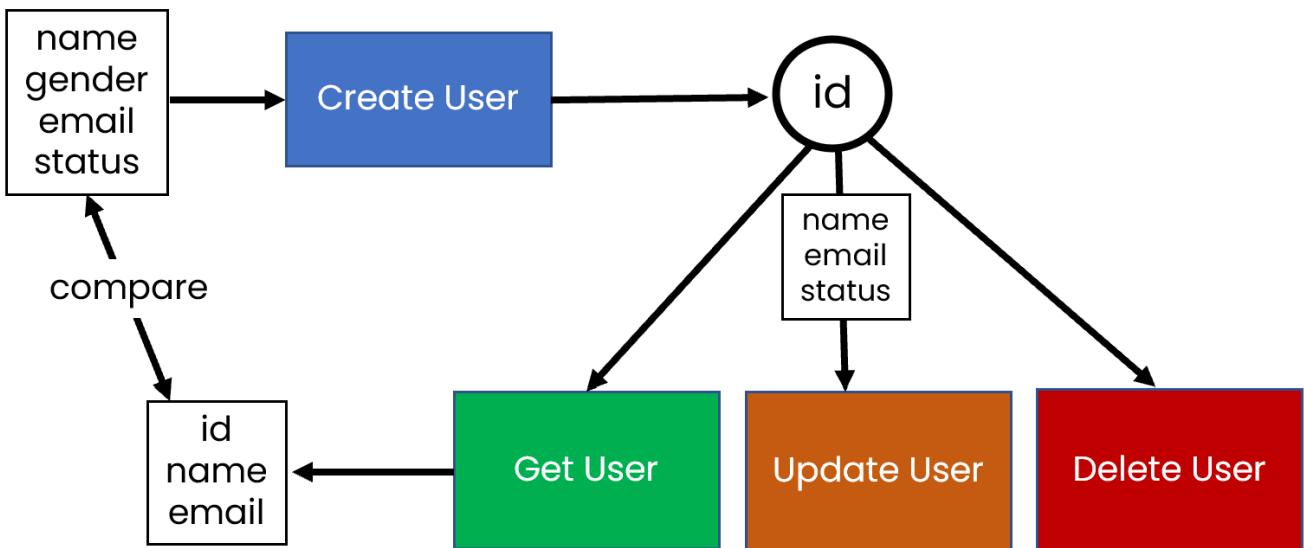 name
gender
email
status
Create User
id
name
email
status
compare
id
name
email
Get User
Update User
Delete User